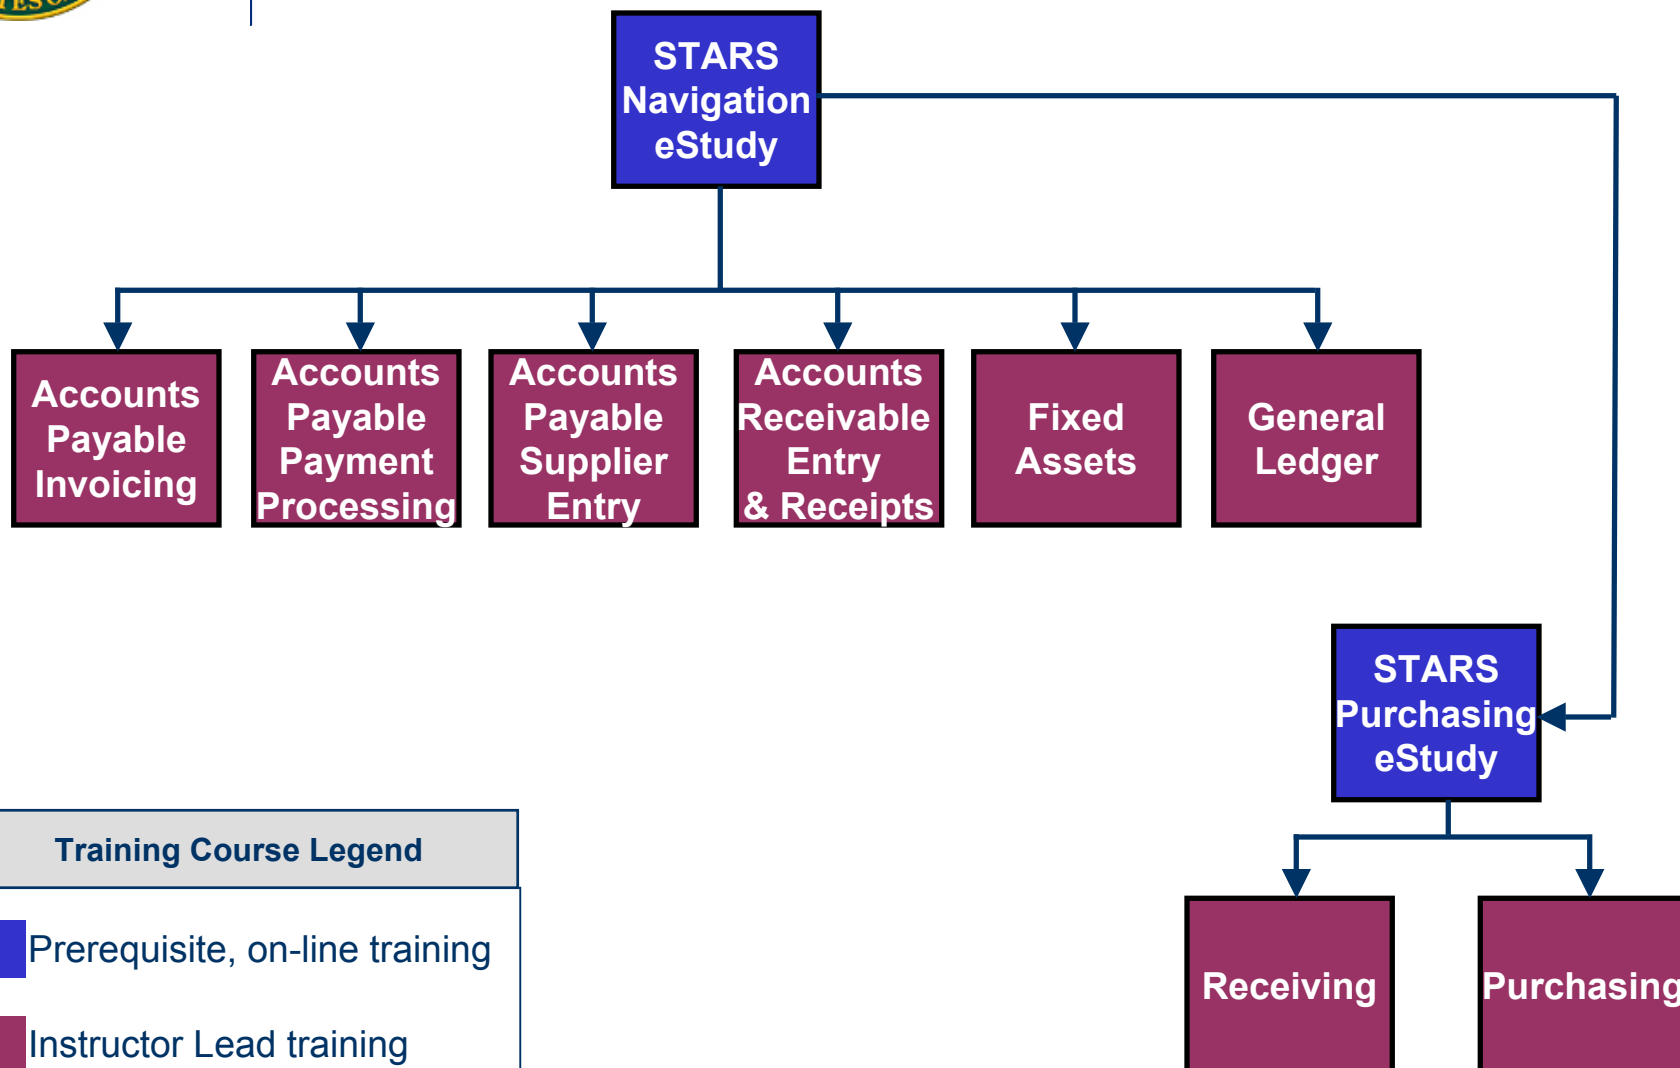 STARS
Navigation
eStudy
Accounts
Payable
Invoicing
Accounts
Payable
Payment
Processing
Accounts
Payable
Supplier
Entry
Accounts
Receivable
Entry
& Receipts
Fixed
Assets
General
Ledger
STARS
Purchasing
eStudy
Training Course Legend
Prerequisite, on-line training
Instructor Lead training
Receiving
Purchasing